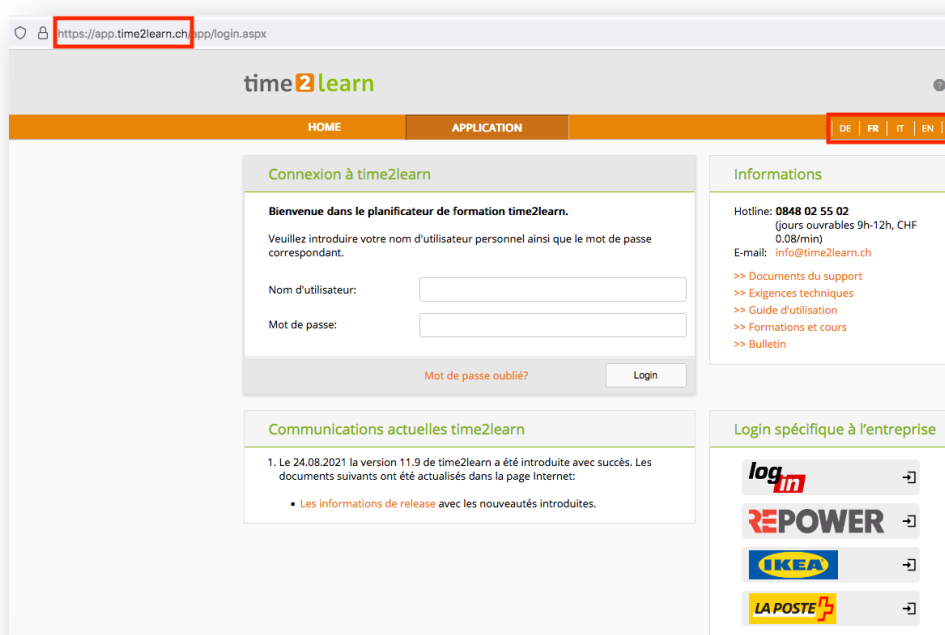 https://app.time2learn.ch/app/login.aspx
time2learn
HOME
APPLICATION
DE | FR | IT | EN |
Connexion à time2learn
Bienvenue dans le planificateur de formation time2learn.
Veuillez introduire votre nom d'utilisateur personnel ainsi que le mot de passe
correspondant.
Nom d'utilisateur:
Mot de passe:
Mot de passe oublié?
Login
Informations
Hotline: 0848 02 55 02
(jours ouvrables 9h-12h, CHF
0.08/min)
E-mail: info@time2learn.ch
>> Documents du support
>> Exigences techniques
>> Guide d'utilisation
>> Formations et cours
>> Bulletin
Communications actuelles time2learn
1. Le 24.08.2021 la version 11.9 de time2learn a été introduite avec succès. Les
documents suivants ont été actualisés dans la page Internet:
▪ Les informations de release avec les nouveautés introduites.
Login spécifique à l'entreprise
log in
REPOWER
IKEA
LA POSTE